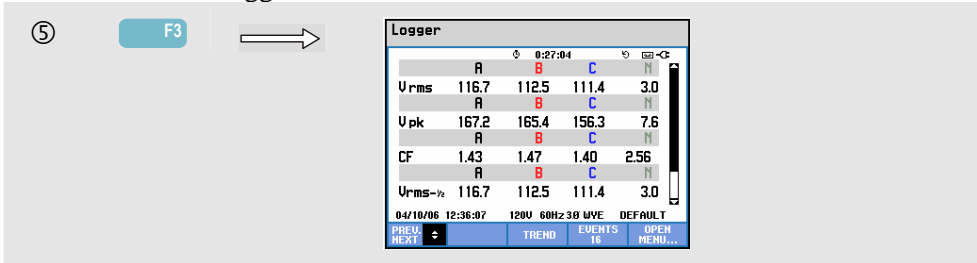 ⑤ F3
Logger
0:27:04
A B C N
Vrms 116.7 112.5 111.4 3.0
A B C N
Vpk 167.2 165.4 156.3 7.6
A B C N
CF 1.43 1.47 1.40 2.56
A B C N
Vrms-½ 116.7 112.5 111.4 3.0
04/10/06 12:36:07 120V 60Hz 3Ø WYE DEFAULT
PREV. NEXT TREND EVENTS 16 OPEN MENU...